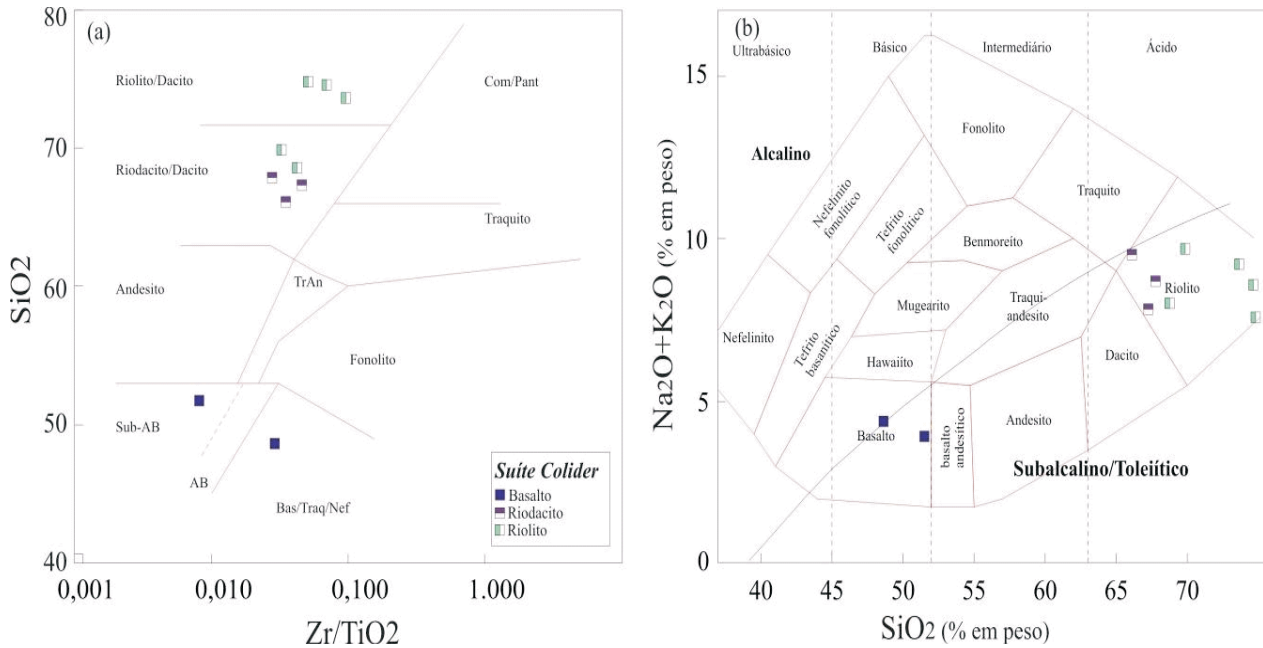 (a)
80
70
60
50
40
SiO2
0,001
0,010
0,100
1.000
Zr/TiO2
Riolito/Dacito
Com/Pant
Riodacito/Dacito
Traquito
TrAn
Andesito
Fonolito
Sub-AB
AB
Bas/Traq/Nef
Suíte Colider
Basalto
Riodacito
Riolito
(b)
15
10
5
0
Na2O+K2O (% em peso)
40
45
50
55
60
70
SiO2 (% em peso)
Ultrabásico
Básico
Intermediário
Ácido
Alcalino
Fonolito
Nefelinito
fonolítico
Tefrito
fonolítico
Traquito
Benmoreíto
Mugearito
Traqui-
andesito
Riolito
Nefelinito
Tefrito
basanítico
Hawaiíto
Dacito
Basalto
basalto
andesítico
Andesito
Subalcalino/Toleiítico